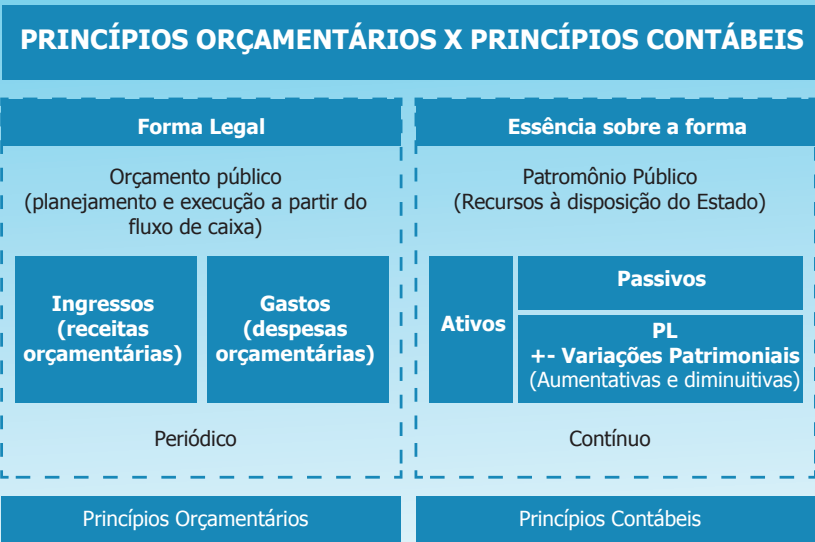 PRINCÍPIOS ORÇAMENTÁRIOS X PRINCÍPIOS CONTÁBEIS
Forma Legal
Orçamento público
(planejamento e execução a partir do
fluxo de caixa)
Ingressos
(receitas
orçamentárias)
Gastos
(despesas
orçamentárias)
Periódico
Princípios Orçamentários
Essência sobre a forma
Patromônio Público
(Recursos à disposição do Estado)
Ativos
Passivos
PL
+- Variações Patrimoniais
(Aumentativas e diminuitivas)
Contínuo
Princípios Contábeis